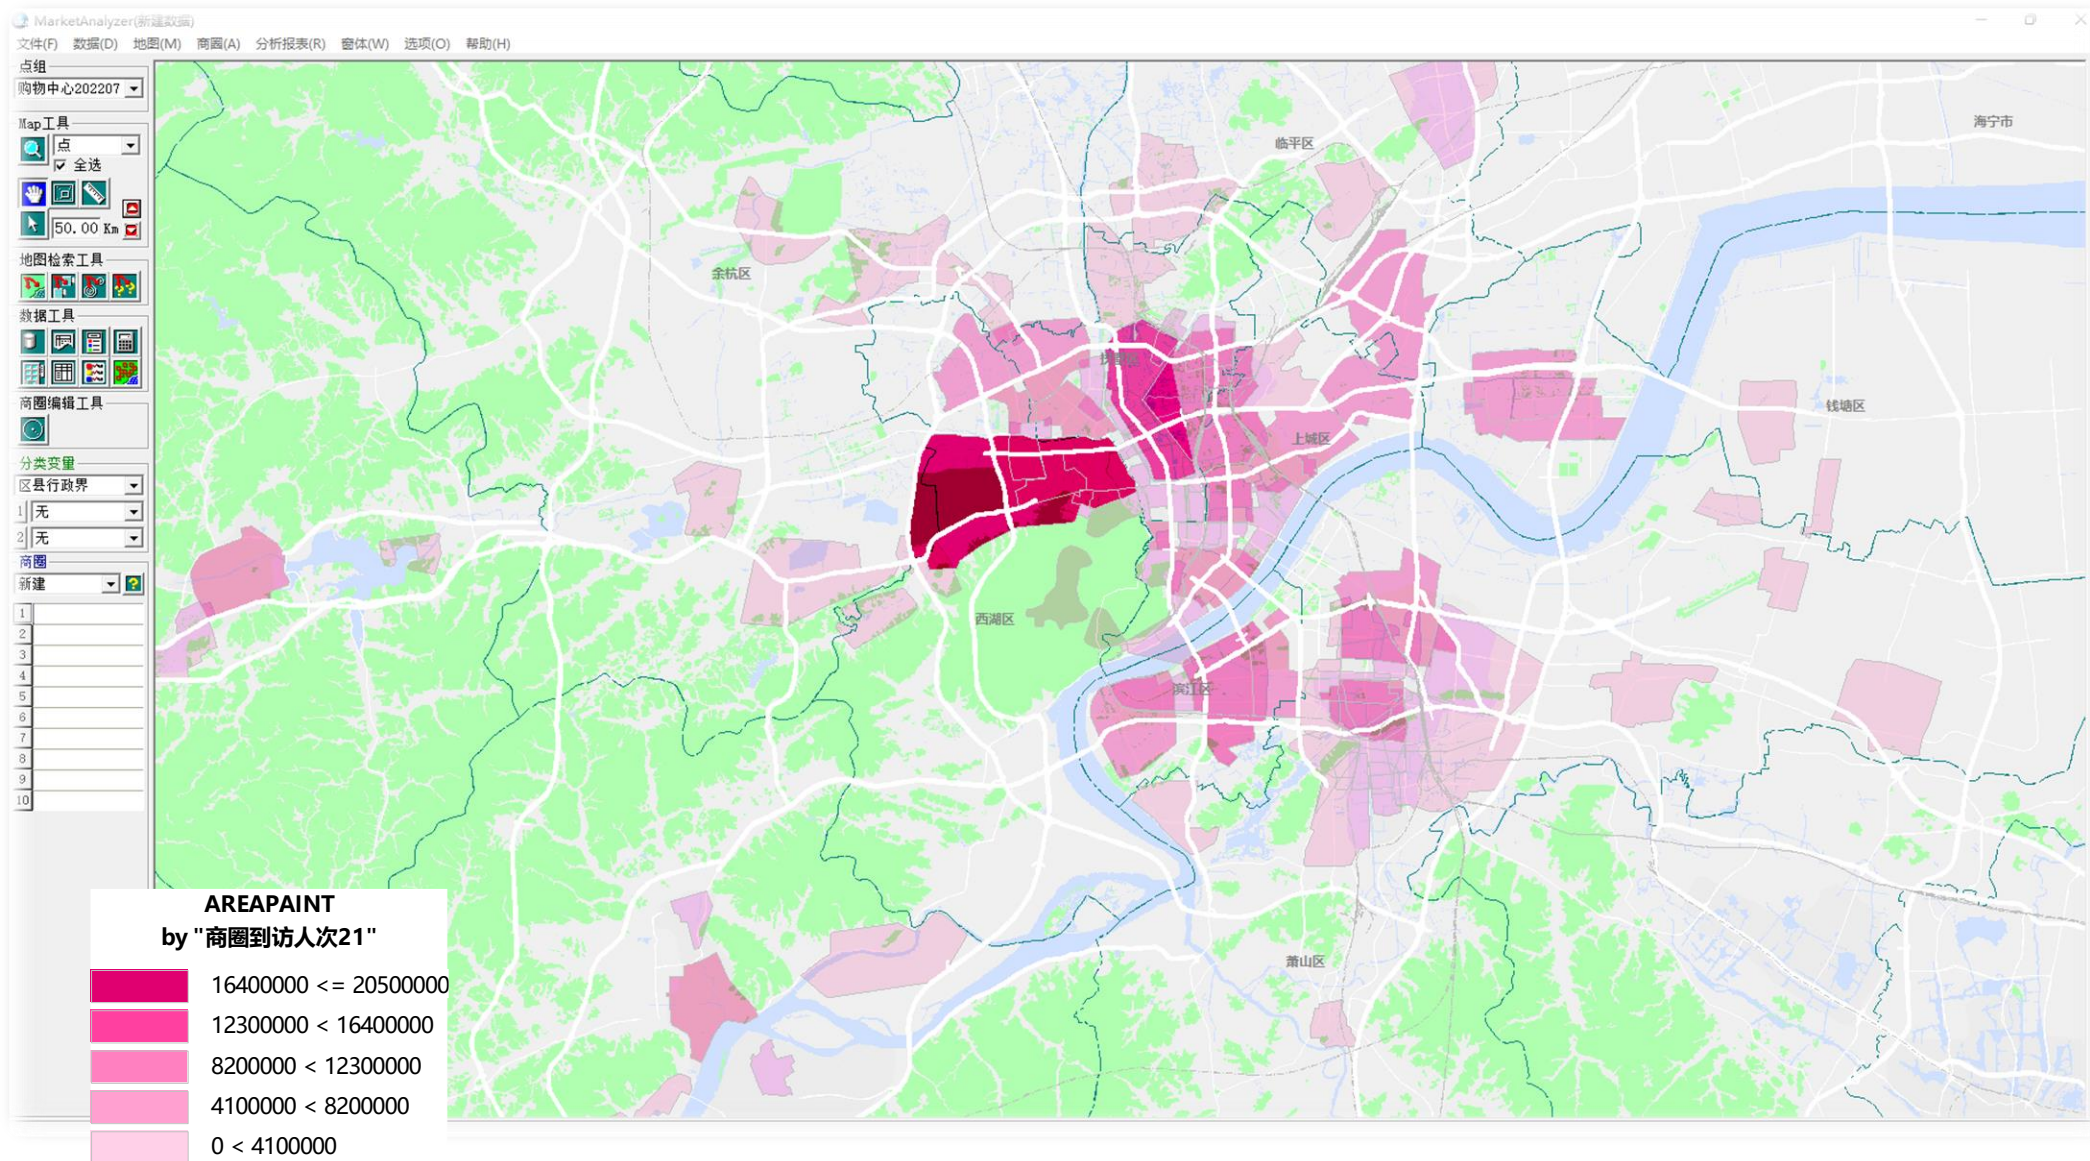 MarketAnalyzer(新建数据)
文件(F) 数据(D) 地图(M) 商圈(A) 分析报表(R) 窗体(W) 选项(O) 帮助(H)
点组
购物中心202207
Map工具
点
全选
50.00 Km
地图检索工具
数据工具
商圈编辑工具
分类变量
区县行政界
1 无
2 无
商圈
新建
1
2
3
4
5
6
7
8
9
10
海宁市
临平区
余杭区
钱塘区
上城区
西湖区
滨江区
萧山区
AREAPAINT
by "商圈到访人次21"
16400000 <= 20500000
12300000 < 16400000
8200000 < 12300000
4100000 < 8200000
0 < 4100000